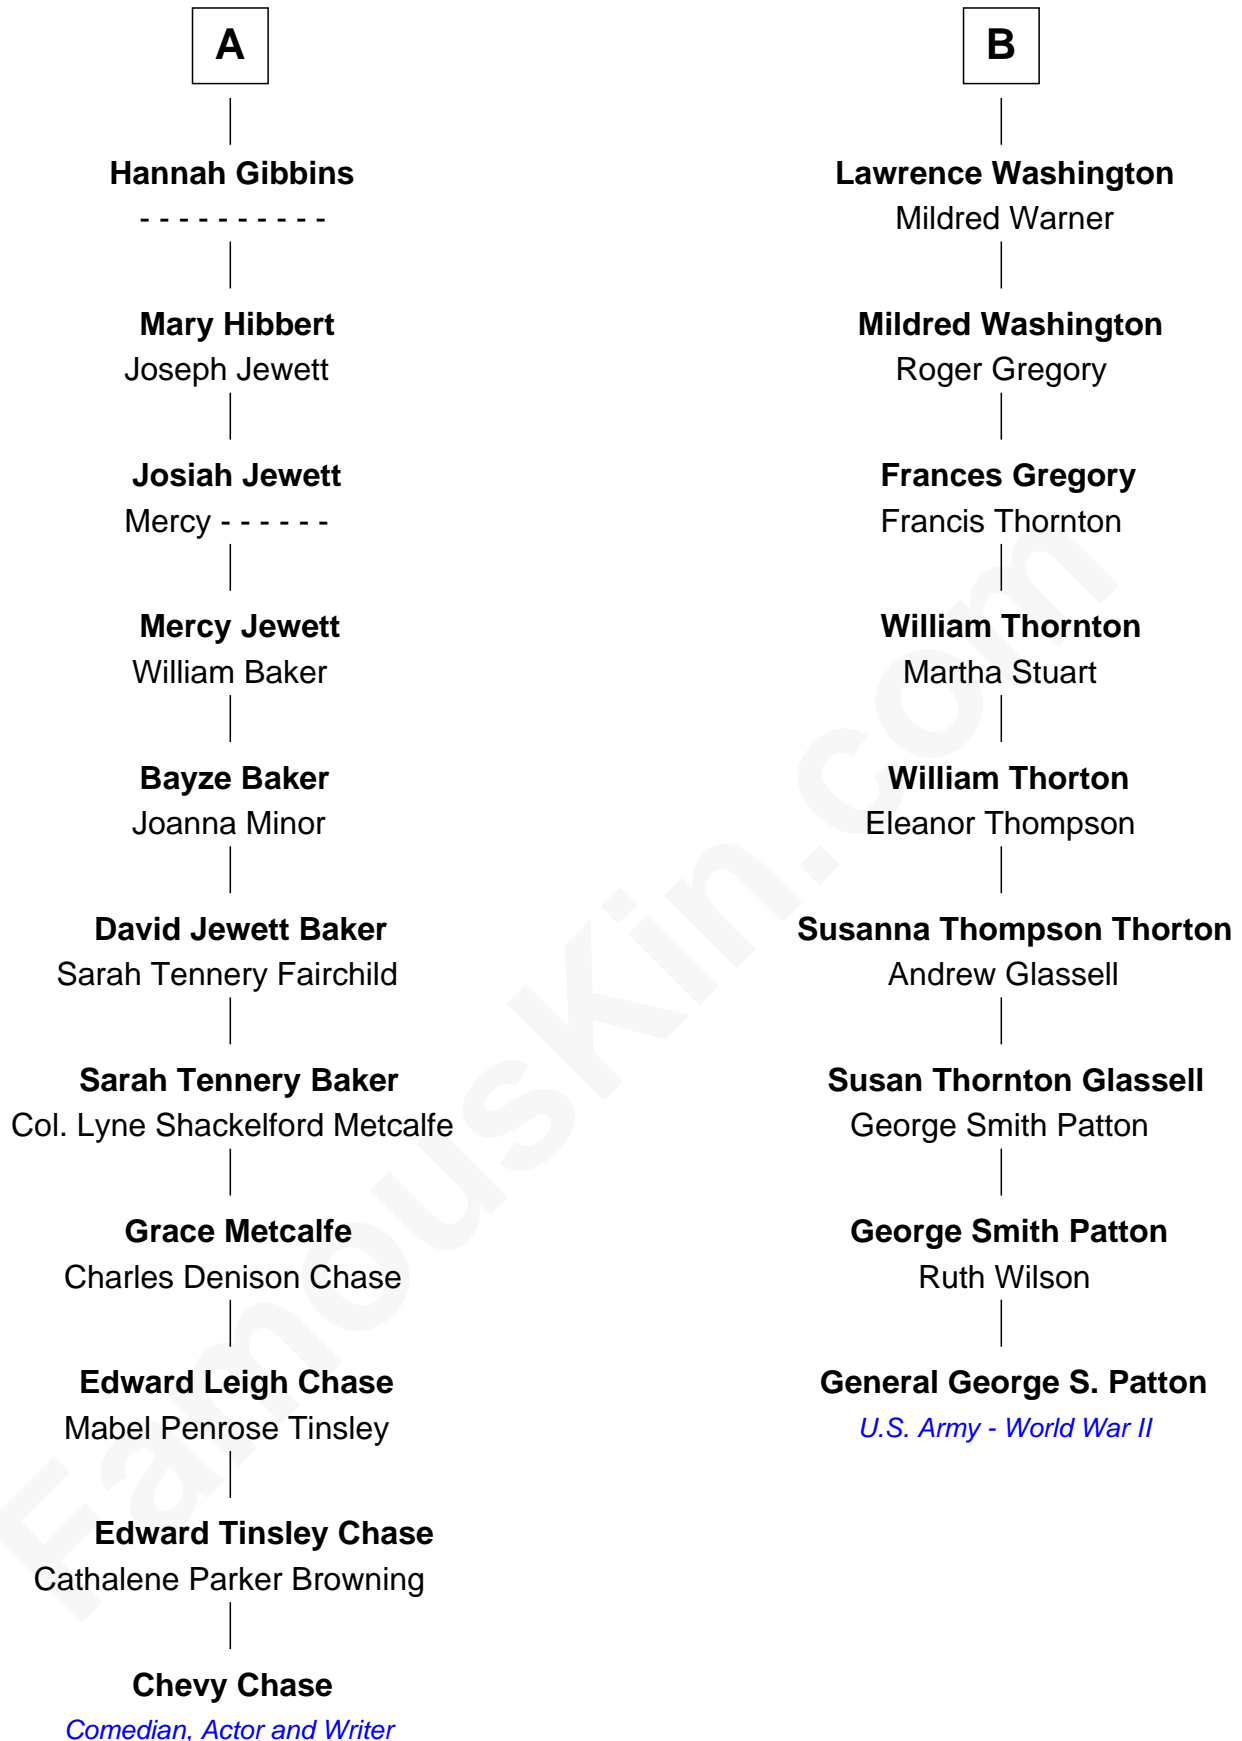 A
Hannah Gibbins
- - - - - - - - - -
Mary Hibbert
Joseph Jewett
Josiah Jewett
Mercy - - - - - -
Mercy Jewett
William Baker
Bayze Baker
Joanna Minor
David Jewett Baker
Sarah Tennery Fairchild
Sarah Tennery Baker
Col. Lyne Shackelford Metcalfe
Grace Metcalfe
Charles Denison Chase
Edward Leigh Chase
Mabel Penrose Tinsley
Edward Tinsley Chase
Cathalene Parker Browning
Chevy Chase
Comedian, Actor and Writer
B
Lawrence Washington
Mildred Warner
Mildred Washington
Roger Gregory
Frances Gregory
Francis Thornton
William Thornton
Martha Stuart
William Thorton
Eleanor Thompson
Susanna Thompson Thorton
Andrew Glassell
Susan Thornton Glassell
George Smith Patton
George Smith Patton
Ruth Wilson
General George S. Patton
U.S. Army - World War II
FamousKin.com